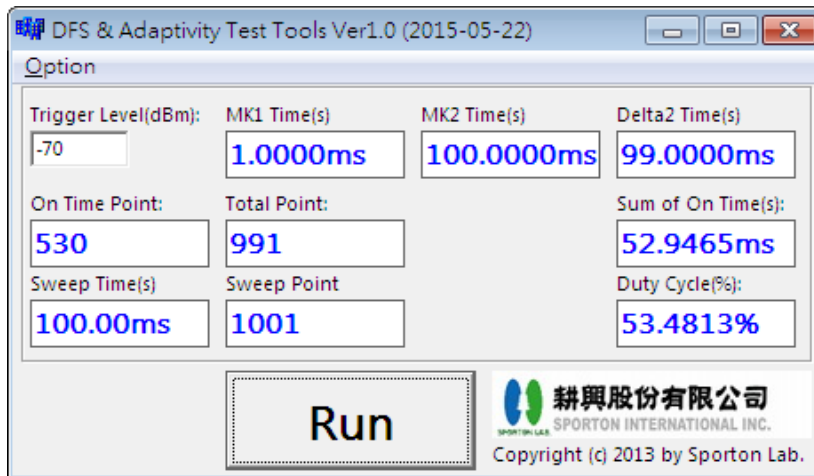 DFS & Adaptivity Test Tools Ver1.0 (2015-05-22)
Option
Trigger Level(dBm): MK1 Time(s) MK2 Time(s) Delta2 Time(s)
-70 1.0000ms 100.0000ms 99.0000ms
On Time Point: Total Point: Sum of On Time(s):
530 991 52.9465ms
Sweep Time(s) Sweep Point Duty Cycle(%):
100.00ms 1001 53.4813%
Run
耕興股份有限公司
SPORTON LAB. SPORTON INTERNATIONAL INC.
Copyright (c) 2013 by Sporton Lab.